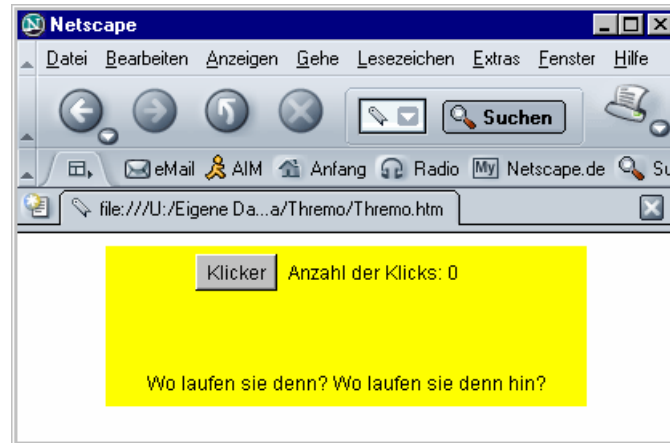 Netscape
Datei Bearbeiten Anzeigen Gehe Lesezeichen Extras Fenster Hilfe
Suchen
eMail AIM Anfang Radio My Netscape.de Su
file:///U:/Eigene Da...a/Thremo/Thremo.htm
Klicker Anzahl der Klicks: 0
Wo laufen sie denn? Wo laufen sie denn hin?